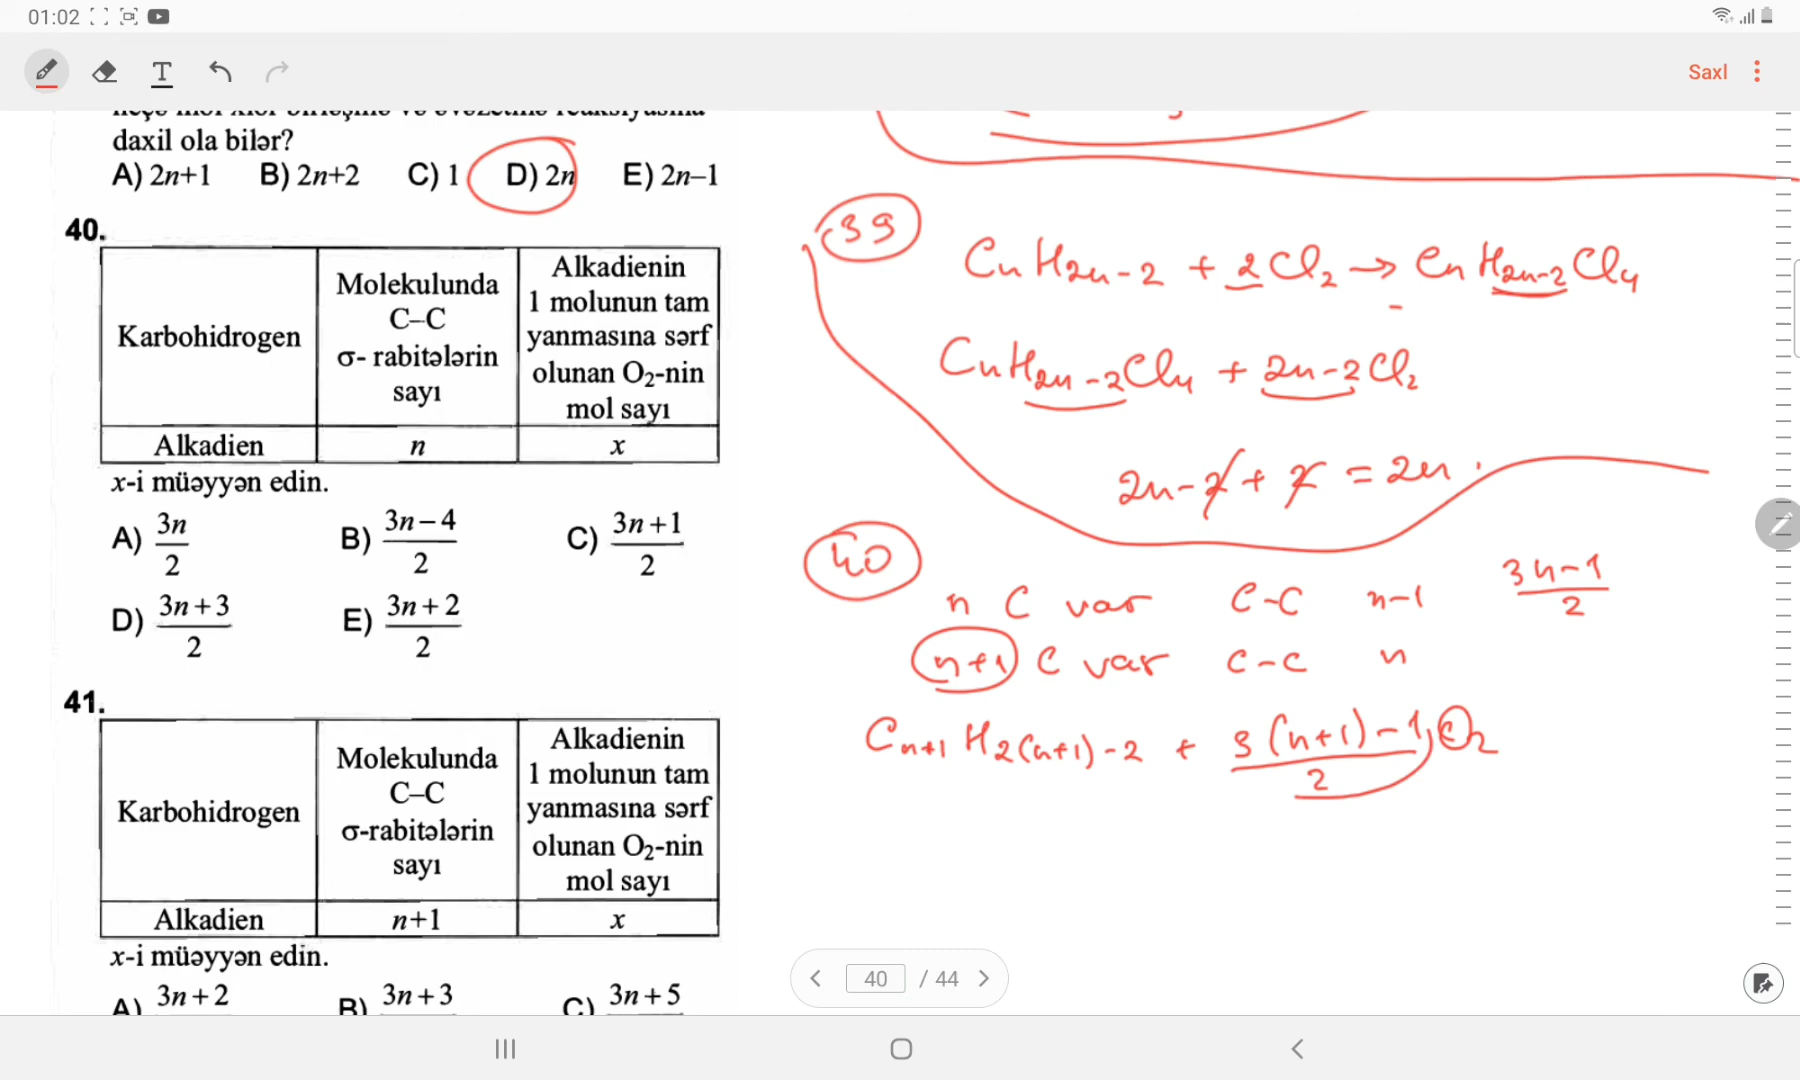 01:02
Saxl
daxil ola bilər?
A) 2n+1 B) 2n+2 C) 1 D) 2n E) 2n–1
40.
Karbohidrogen
Molekulunda
C–C
σ- rabitələrin
sayı
Alkadienin
1 molunun tam
yanmasına sərf
olunan O₂-nin
mol sayı
Alkadien n x
x-i müəyyən edin.
A) 3n/2 B) 3n–4/2 C) 3n+1/2
D) 3n+3/2 E) 3n+2/2
41.
Karbohidrogen
Molekulunda
C–C
σ-rabitələrin
sayı
Alkadienin
1 molunun tam
yanmasına sərf
olunan O₂-nin
mol sayı
Alkadien n+1 x
x-i müəyyən edin.
A) 3n+2 B) 3n+3 C) 3n+5
39
CnH2n-2 + 2Cl₂ → CnH2n-2Cl₄
CnH2n-2Cl₄ + 2n-2Cl₂
2n-2 + 2 = 2n
40
n C var C-C n-1 3n-1/2
n+1 C var C-C n
Cn+1 H2(n+1)-2 + 3(n+1)-1/2 O₂
40 / 44